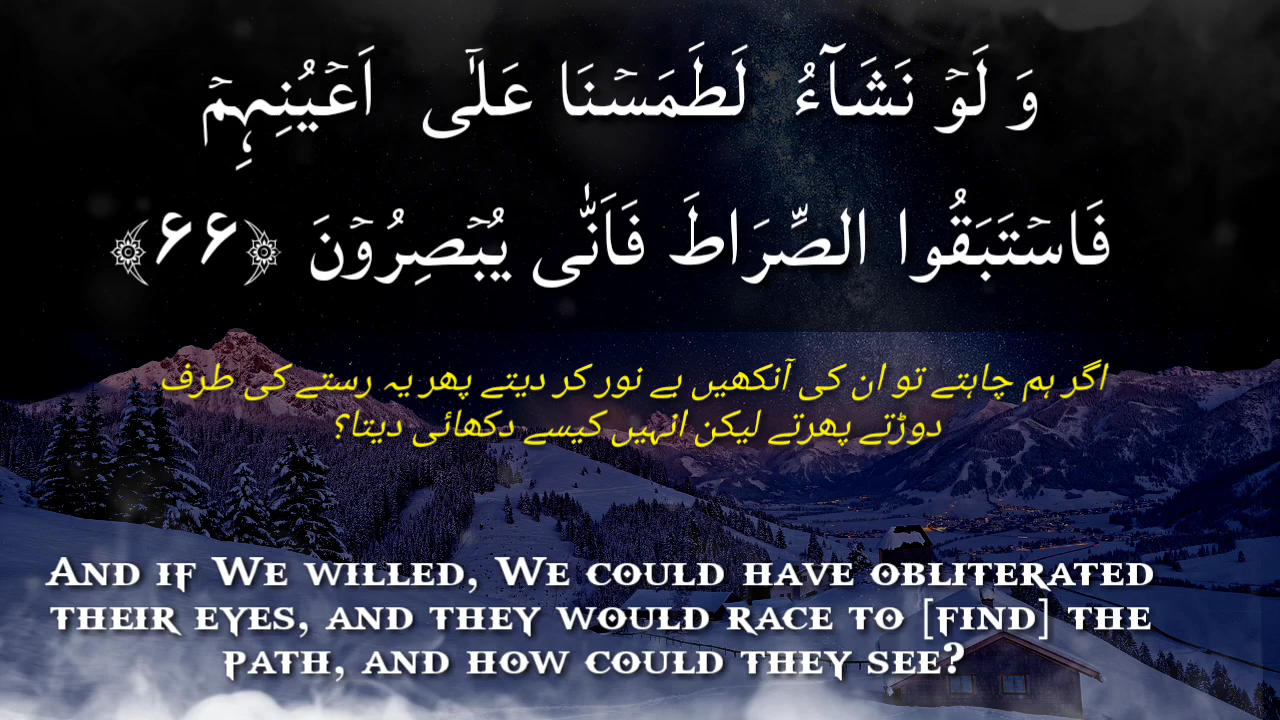 وَ لَوۡ نَشَآءُ لَطَمَسۡنَا عَلٰۤی اَعۡیُنِہِمۡ
فَاسۡتَبَقُوا الصِّرَاطَ فَاَنّٰی یُبۡصِرُوۡنَ ﴿۶۶﴾
اگر ہم چاہتے تو ان کی آنکھیں بے نور کر دیتے پھر یہ رستے کی طرف
دوڑتے پھرتے لیکن انہیں کیسے دکھائی دیتا؟
And if We willed, We could have obliterated
their eyes, and they would race to [find] the
path, and how could they see?